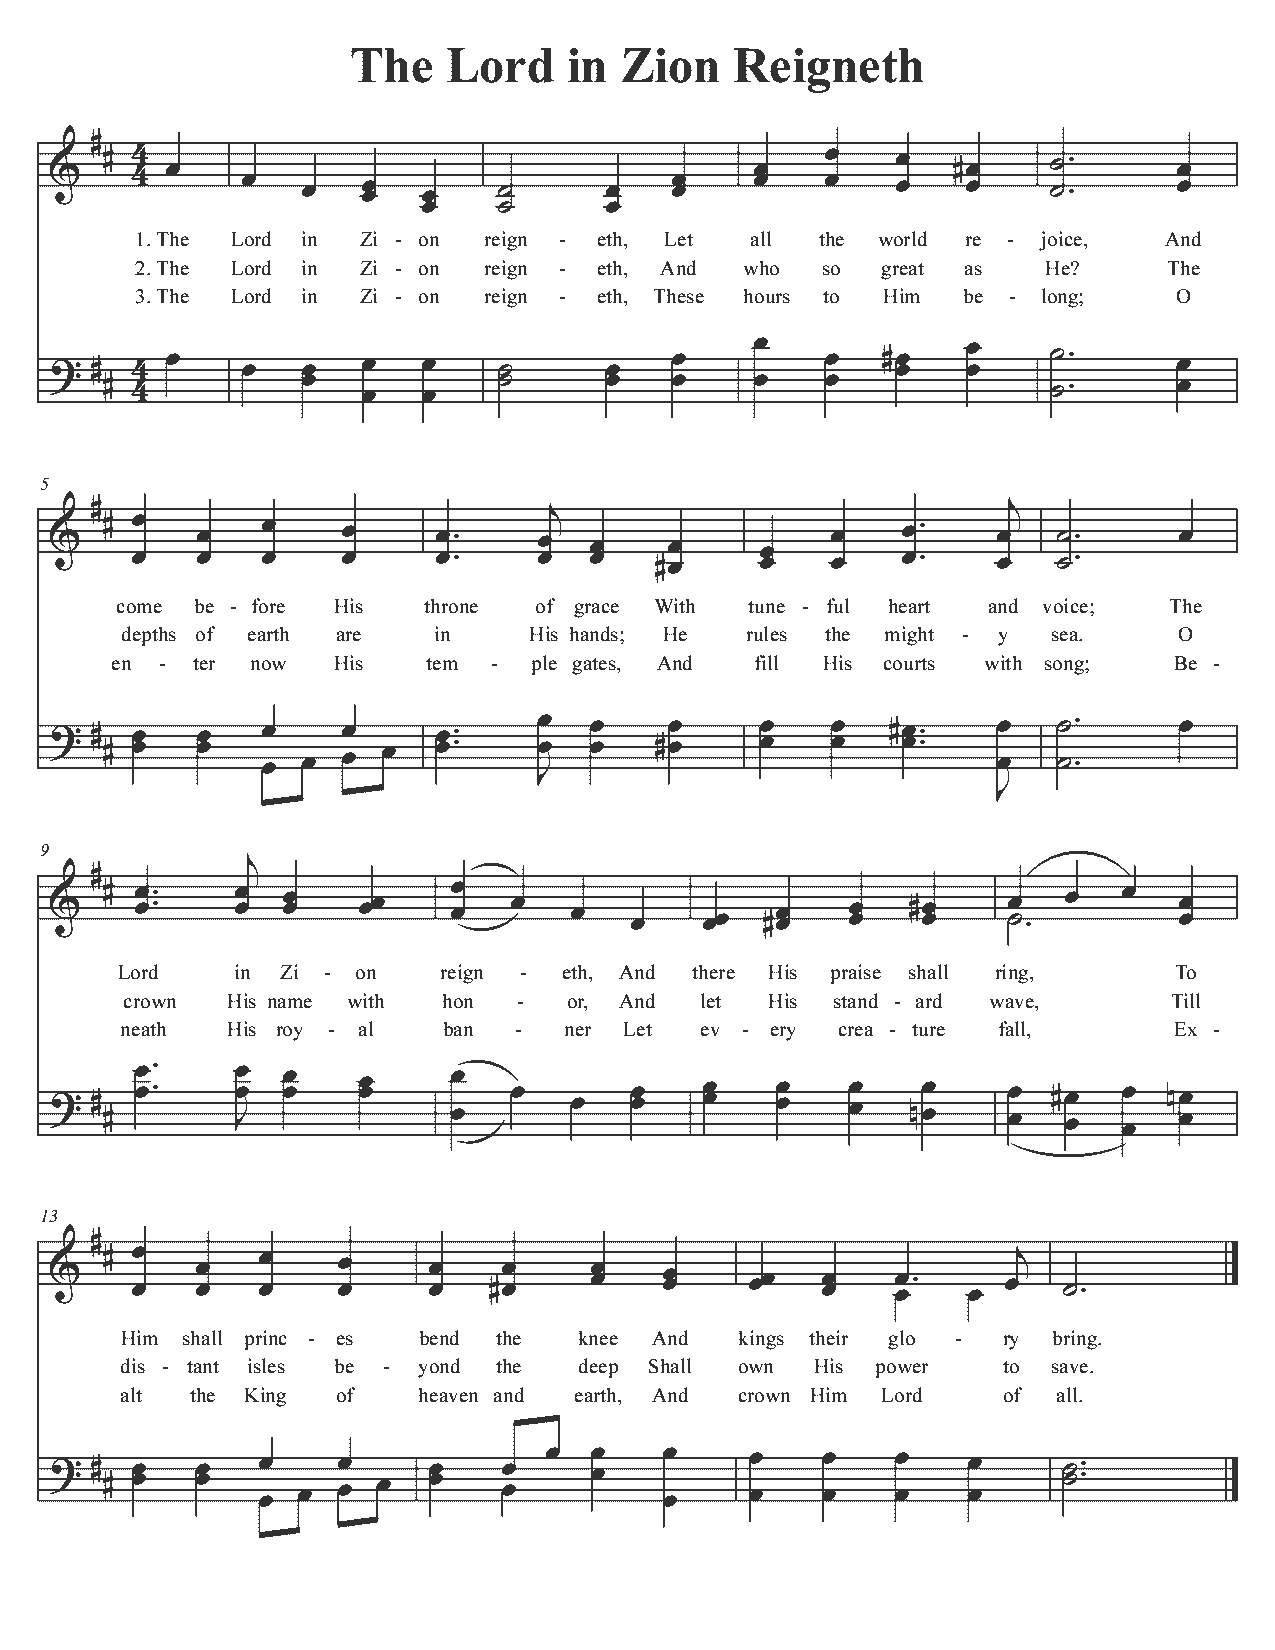 The Lord in Zion Reigneth
4
4
1. The Lord in Zi - on reign - eth, Let all the world re - joice, And
2. The Lord in Zi - on reign - eth, And who so great as He? The
3. The Lord in Zi - on reign - eth, These hours to Him be - long; O
4
4
5
come be - fore His throne of grace With tune - ful heart and voice; The
depths of earth are in His hands; He rules the might - y sea. O
en - ter now His tem - ple gates, And fill His courts with song; Be -
9
Lord in Zi - on reign - eth, And there His praise shall ring, To
crown His name with hon - or, And let His stand - ard wave, Till
neath His roy - al ban - ner Let ev - ery crea - ture fall, Ex -
13
Him shall princ - es bend the knee And kings their glo - ry bring.
dis - tant isles be - yond the deep Shall own His power to save.
alt the King of heaven and earth, And crown Him Lord of all.